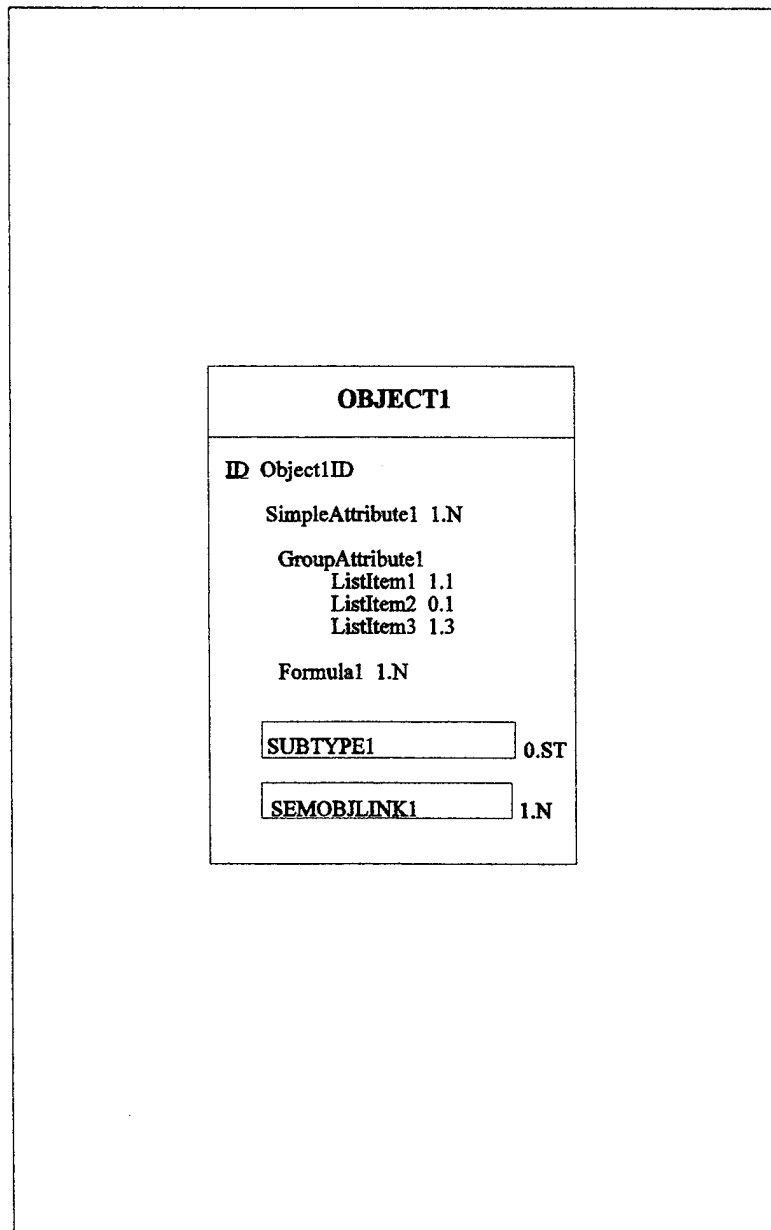 OBJECT1
ID Object1ID
SimpleAttribute1 1.N
GroupAttribute1
ListItem1 1.1
ListItem2 0.1
ListItem3 1.3
Formula1 1.N
SUBTYPE1 0.ST
SEMOBJLINK1 1.N